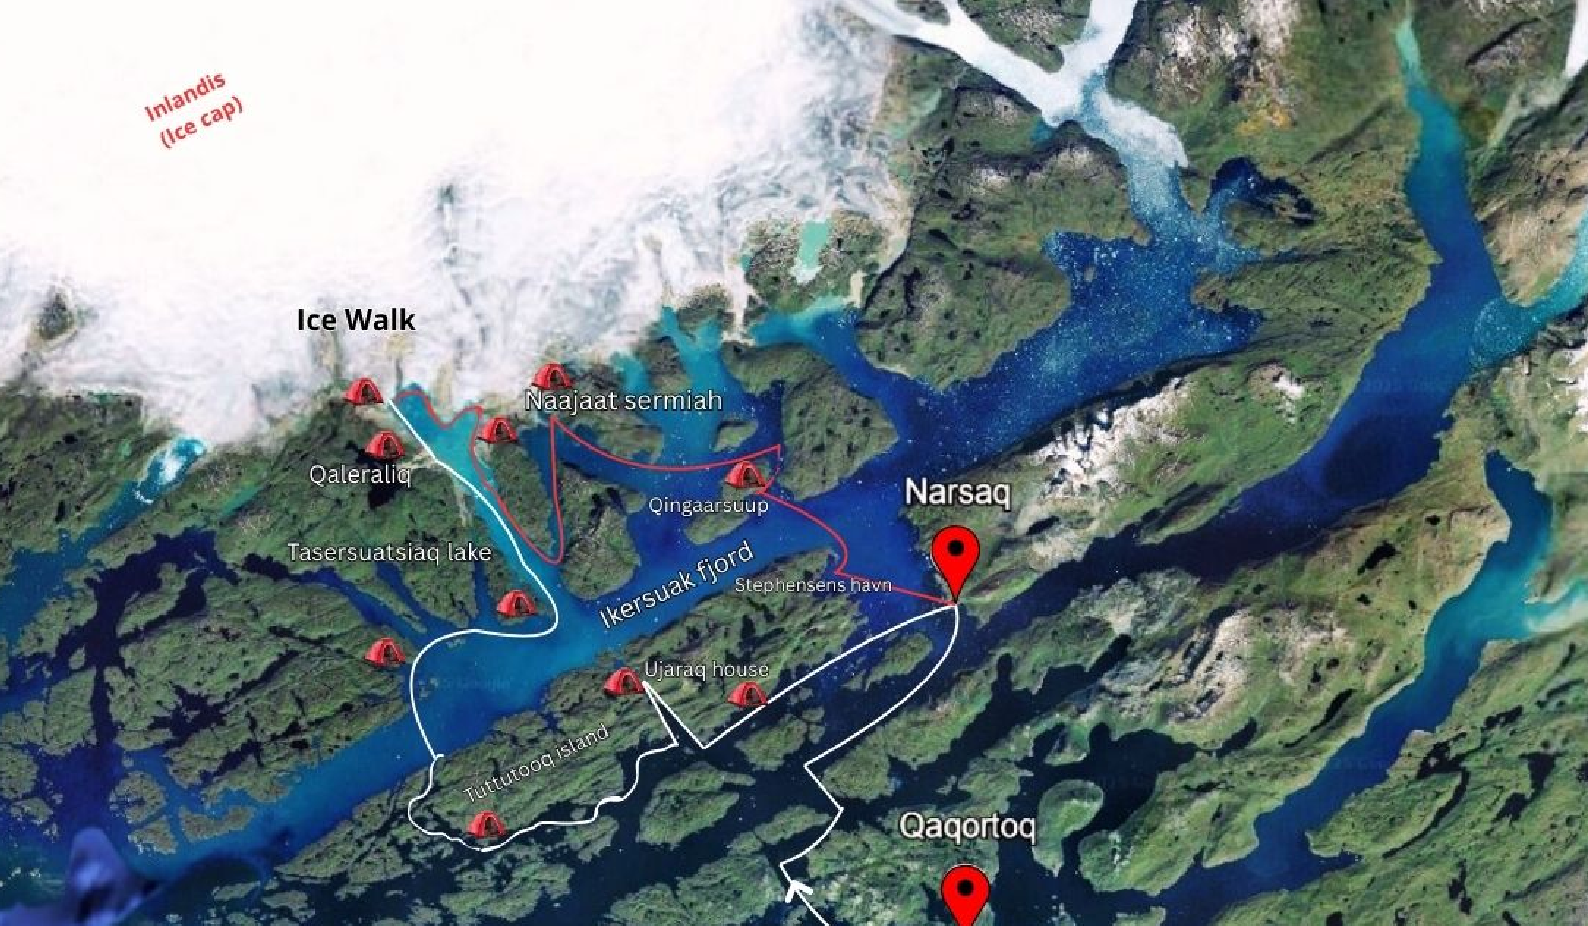 Inlandis
(Ice cap)
Ice Walk
Naajaat sermiah
Qaleraliq
Narsaq
Qingaarsuup
Tasersuatsiaq lake
Ikersuak fjord
Stephensens havn
Ujaraq house
Tuttutooq island
Qaqortoq